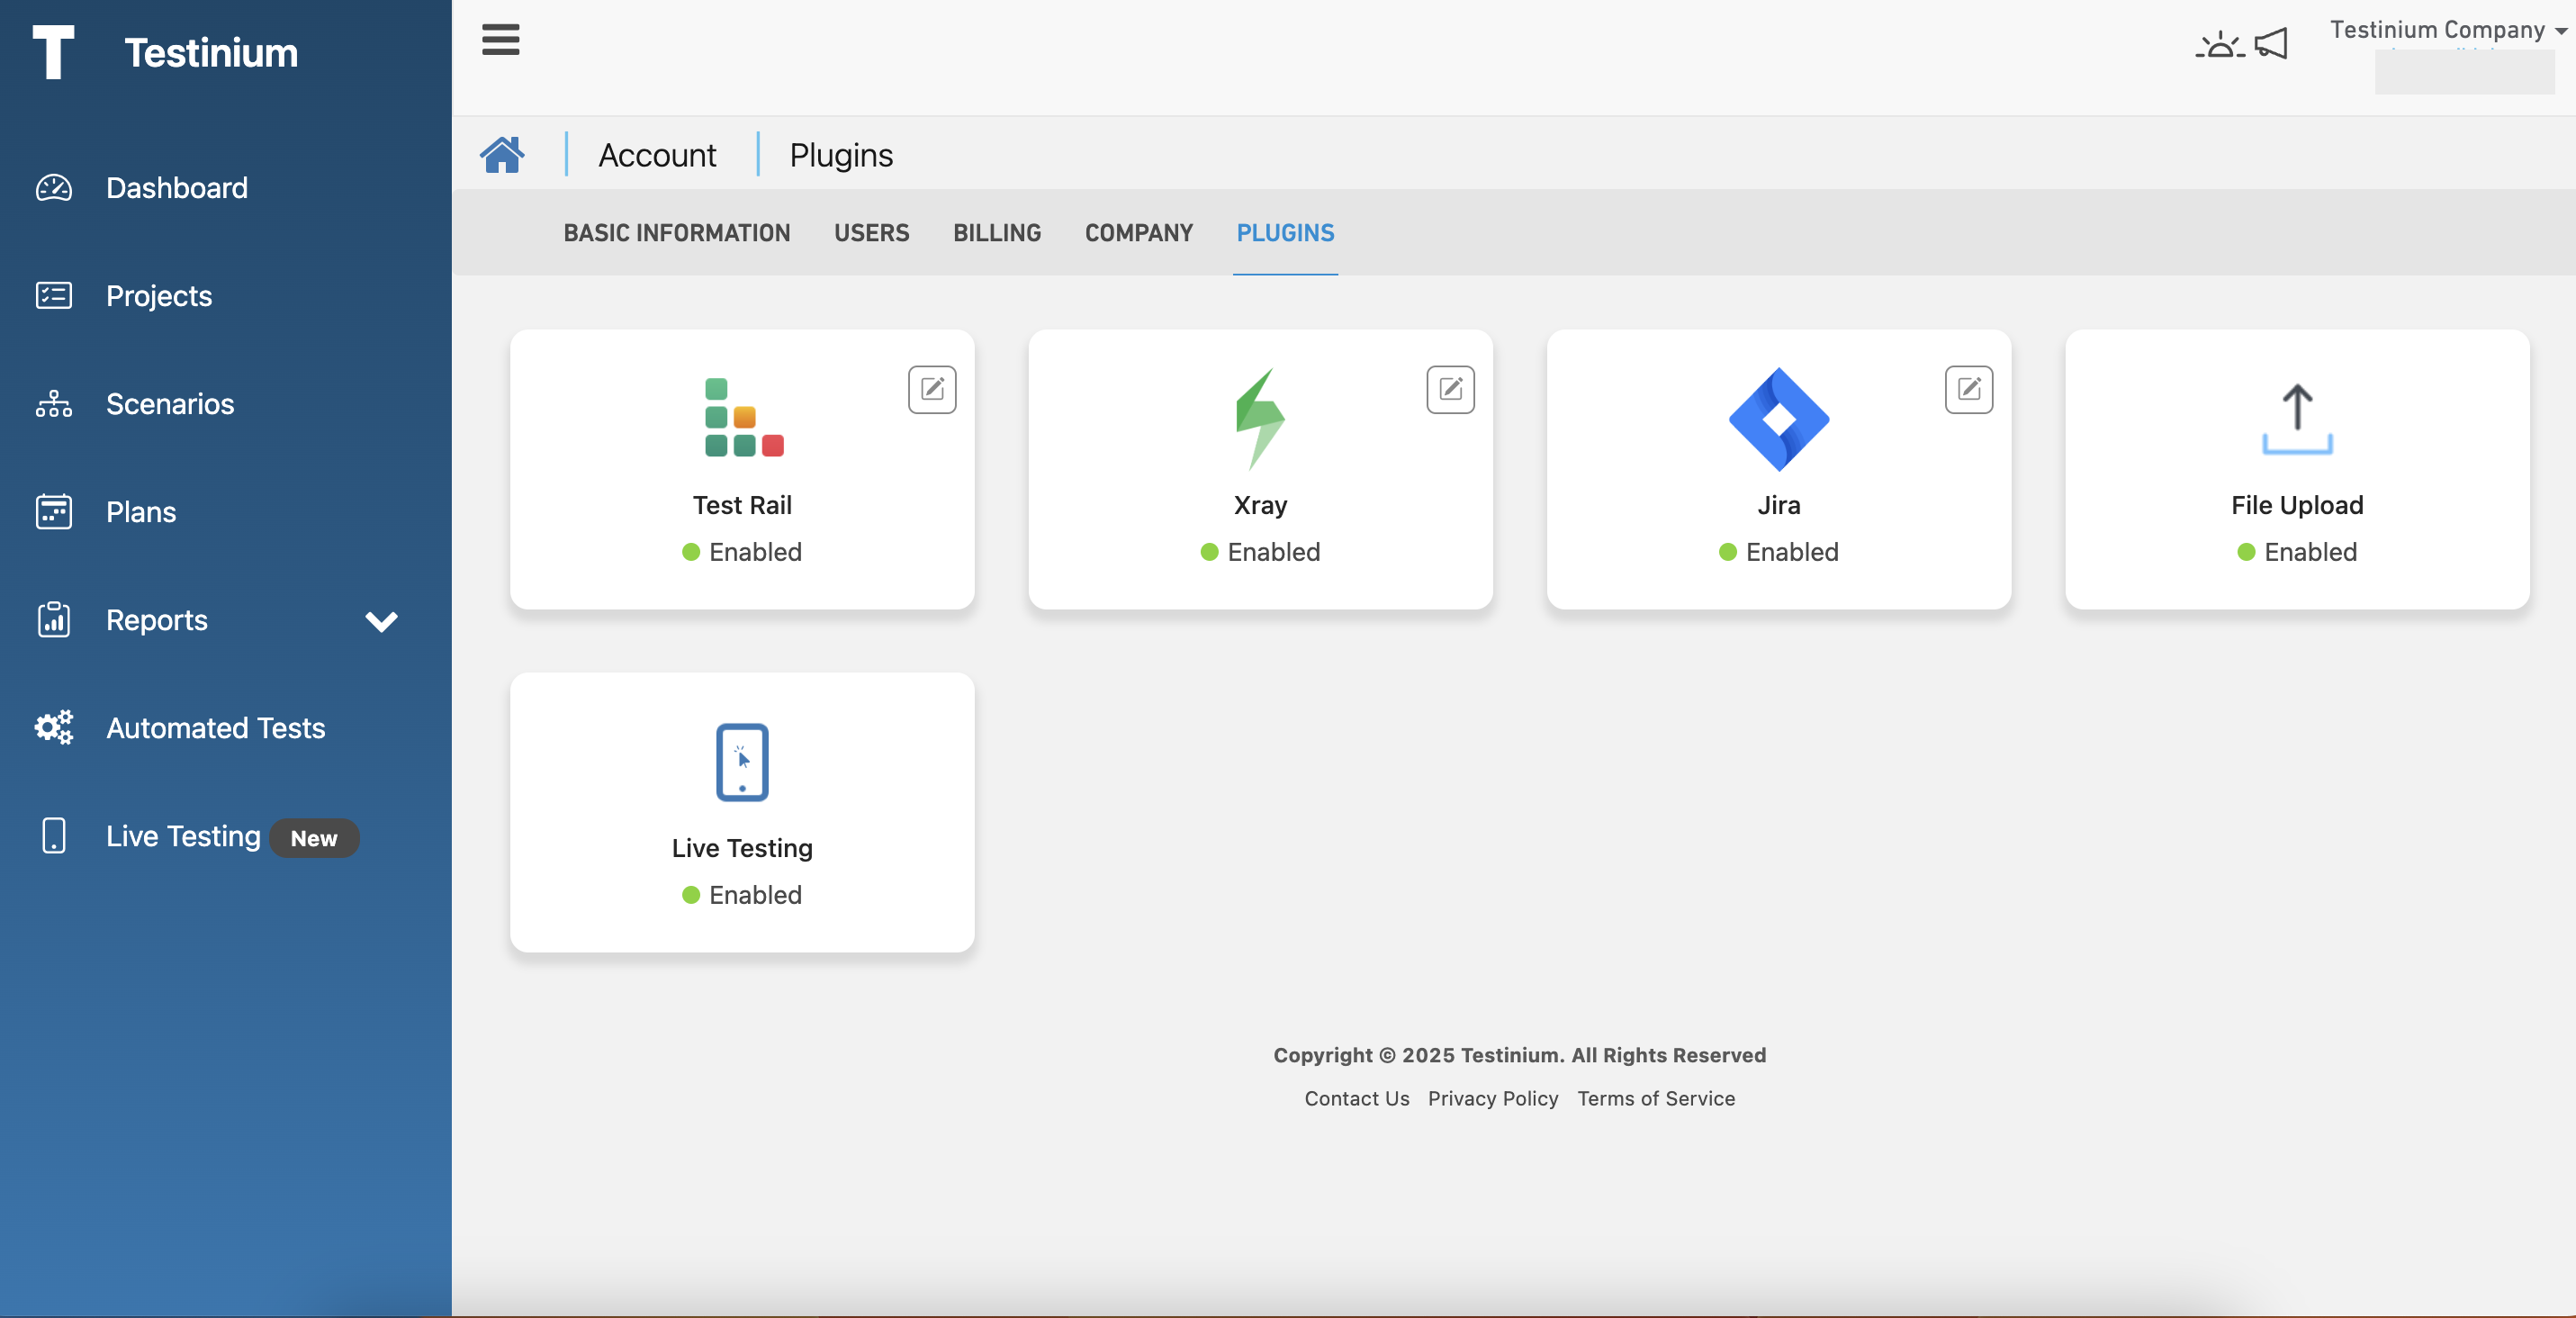 T Testinium
Testinium Company
Dashboard
Projects
Scenarios
Plans
Reports
Automated Tests
Live Testing New
Account Plugins
BASIC INFORMATION USERS BILLING COMPANY PLUGINS
Test Rail
Enabled
Xray
Enabled
Jira
Enabled
File Upload
Enabled
Live Testing
Enabled
Copyright © 2025 Testinium. All Rights Reserved
Contact Us Privacy Policy Terms of Service